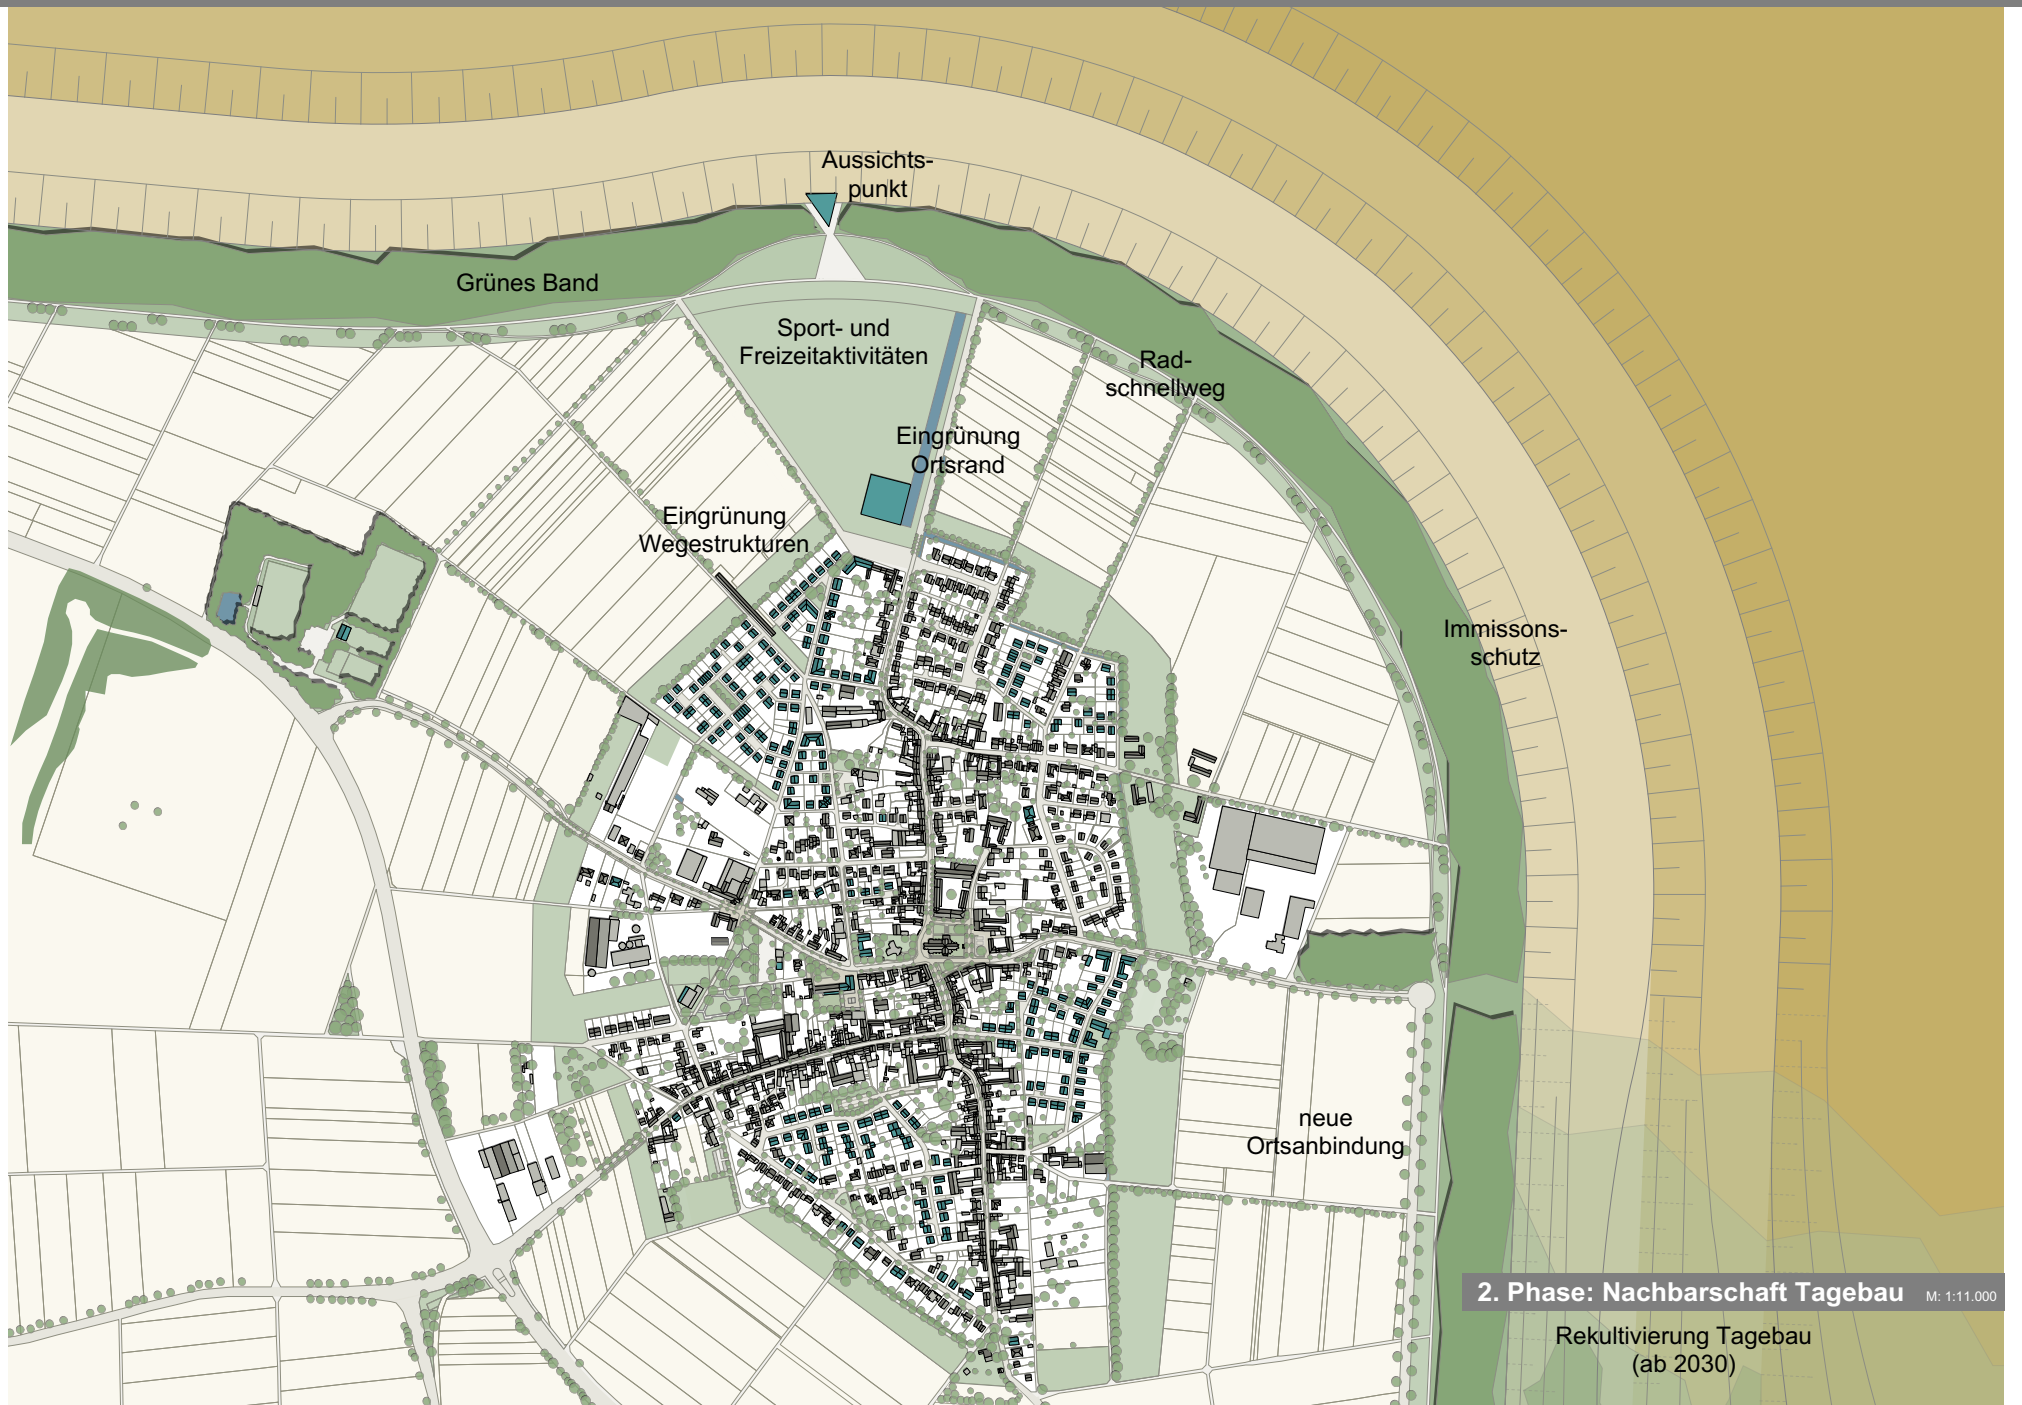 Aussichts-
punkt
Grünes Band
Sport- und
Freizeitaktivitäten
Rad-
schnellweg
Eingrünung
Ortsrand
Eingrünung
Wegestrukturen
Immissons-
schutz
neue
Ortsanbindung
2. Phase: Nachbarschaft Tagebau M: 1:11.000
Rekultivierung Tagebau
(ab 2030)